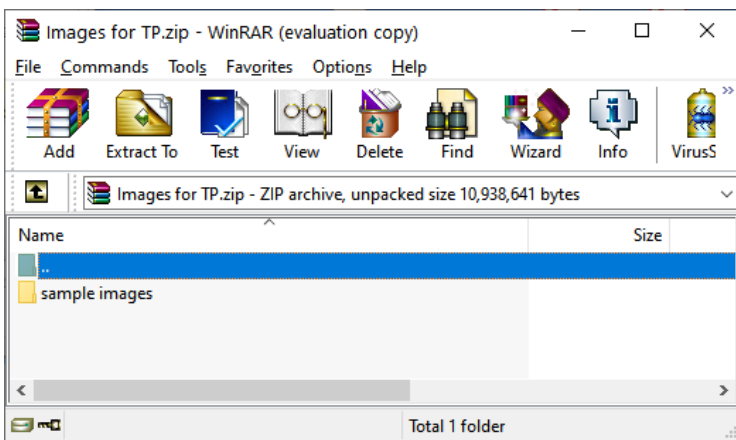 Images for TP.zip - WinRAR (evaluation copy)
File Commands Tools Favorites Options Help
Add Extract To Test View Delete Find Wizard Info VirusS
Images for TP.zip - ZIP archive, unpacked size 10,938,641 bytes
Name Size
..
sample images
Total 1 folder